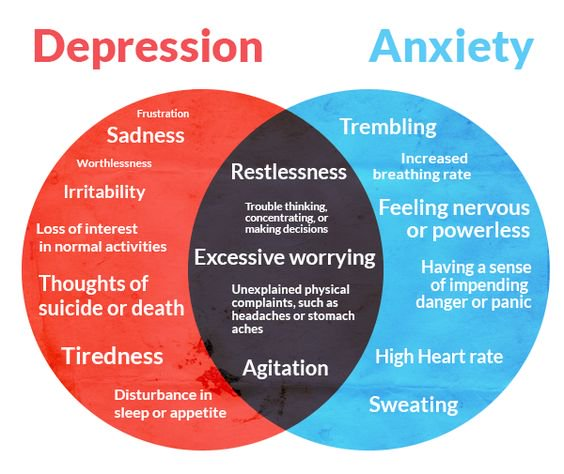 Depression
Anxiety
Frustration
Sadness
Worthlessness
Irritability
Loss of interest
in normal activities
Thoughts of
suicide or death
Tiredness
Disturbance in
sleep or appetite
Restlessness
Trouble thinking,
concentrating, or
making decisions
Excessive worrying
Unexplained physical
complaints, such as
headaches or stomach
aches
Agitation
Trembling
Increased
breathing rate
Feeling nervous
or powerless
Having a sense
of impending
danger or panic
High Heart rate
Sweating